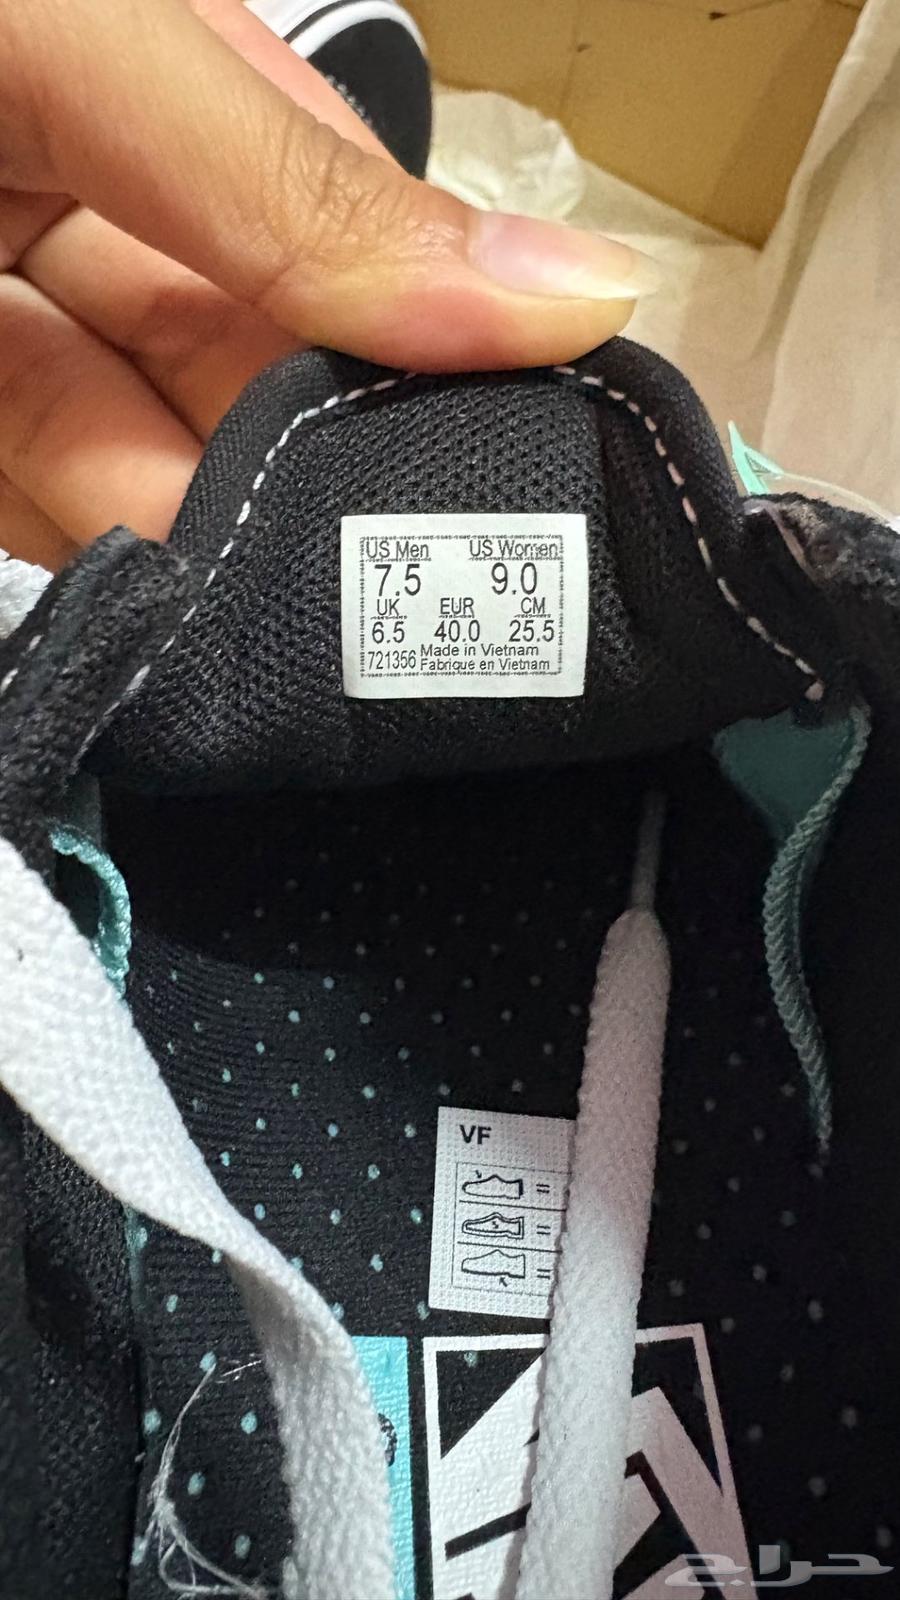 US Men US Women
7.5 9.0
UK EUR CM
6.5 40.0 25.5
721356 Made in Vietnam
Fabriqué en Vietnam
VF
=
=
=
حراج